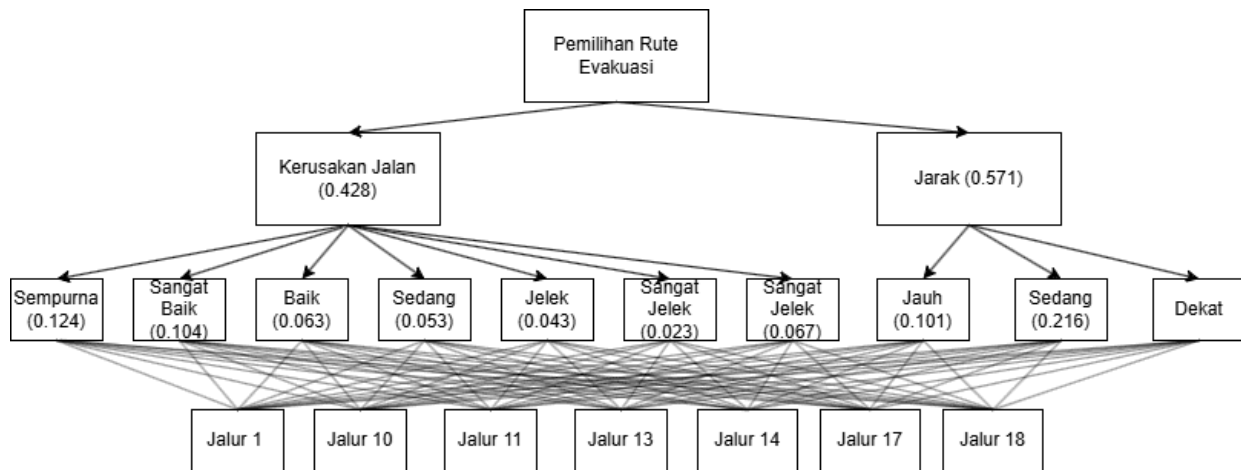 Pemilihan Rute
Evakuasi
Kerusakan Jalan
(0.428)
Jarak (0.571)
Sempurna
(0.124)
Sangat
Baik
(0.104)
Baik
(0.063)
Sedang
(0.053)
Jelek
(0.043)
Sangat
Jelek
(0.023)
Sangat
Jelek
(0.067)
Jauh
(0.101)
Sedang
(0.216)
Dekat
Jalur 1
Jalur 10
Jalur 11
Jalur 13
Jalur 14
Jalur 17
Jalur 18